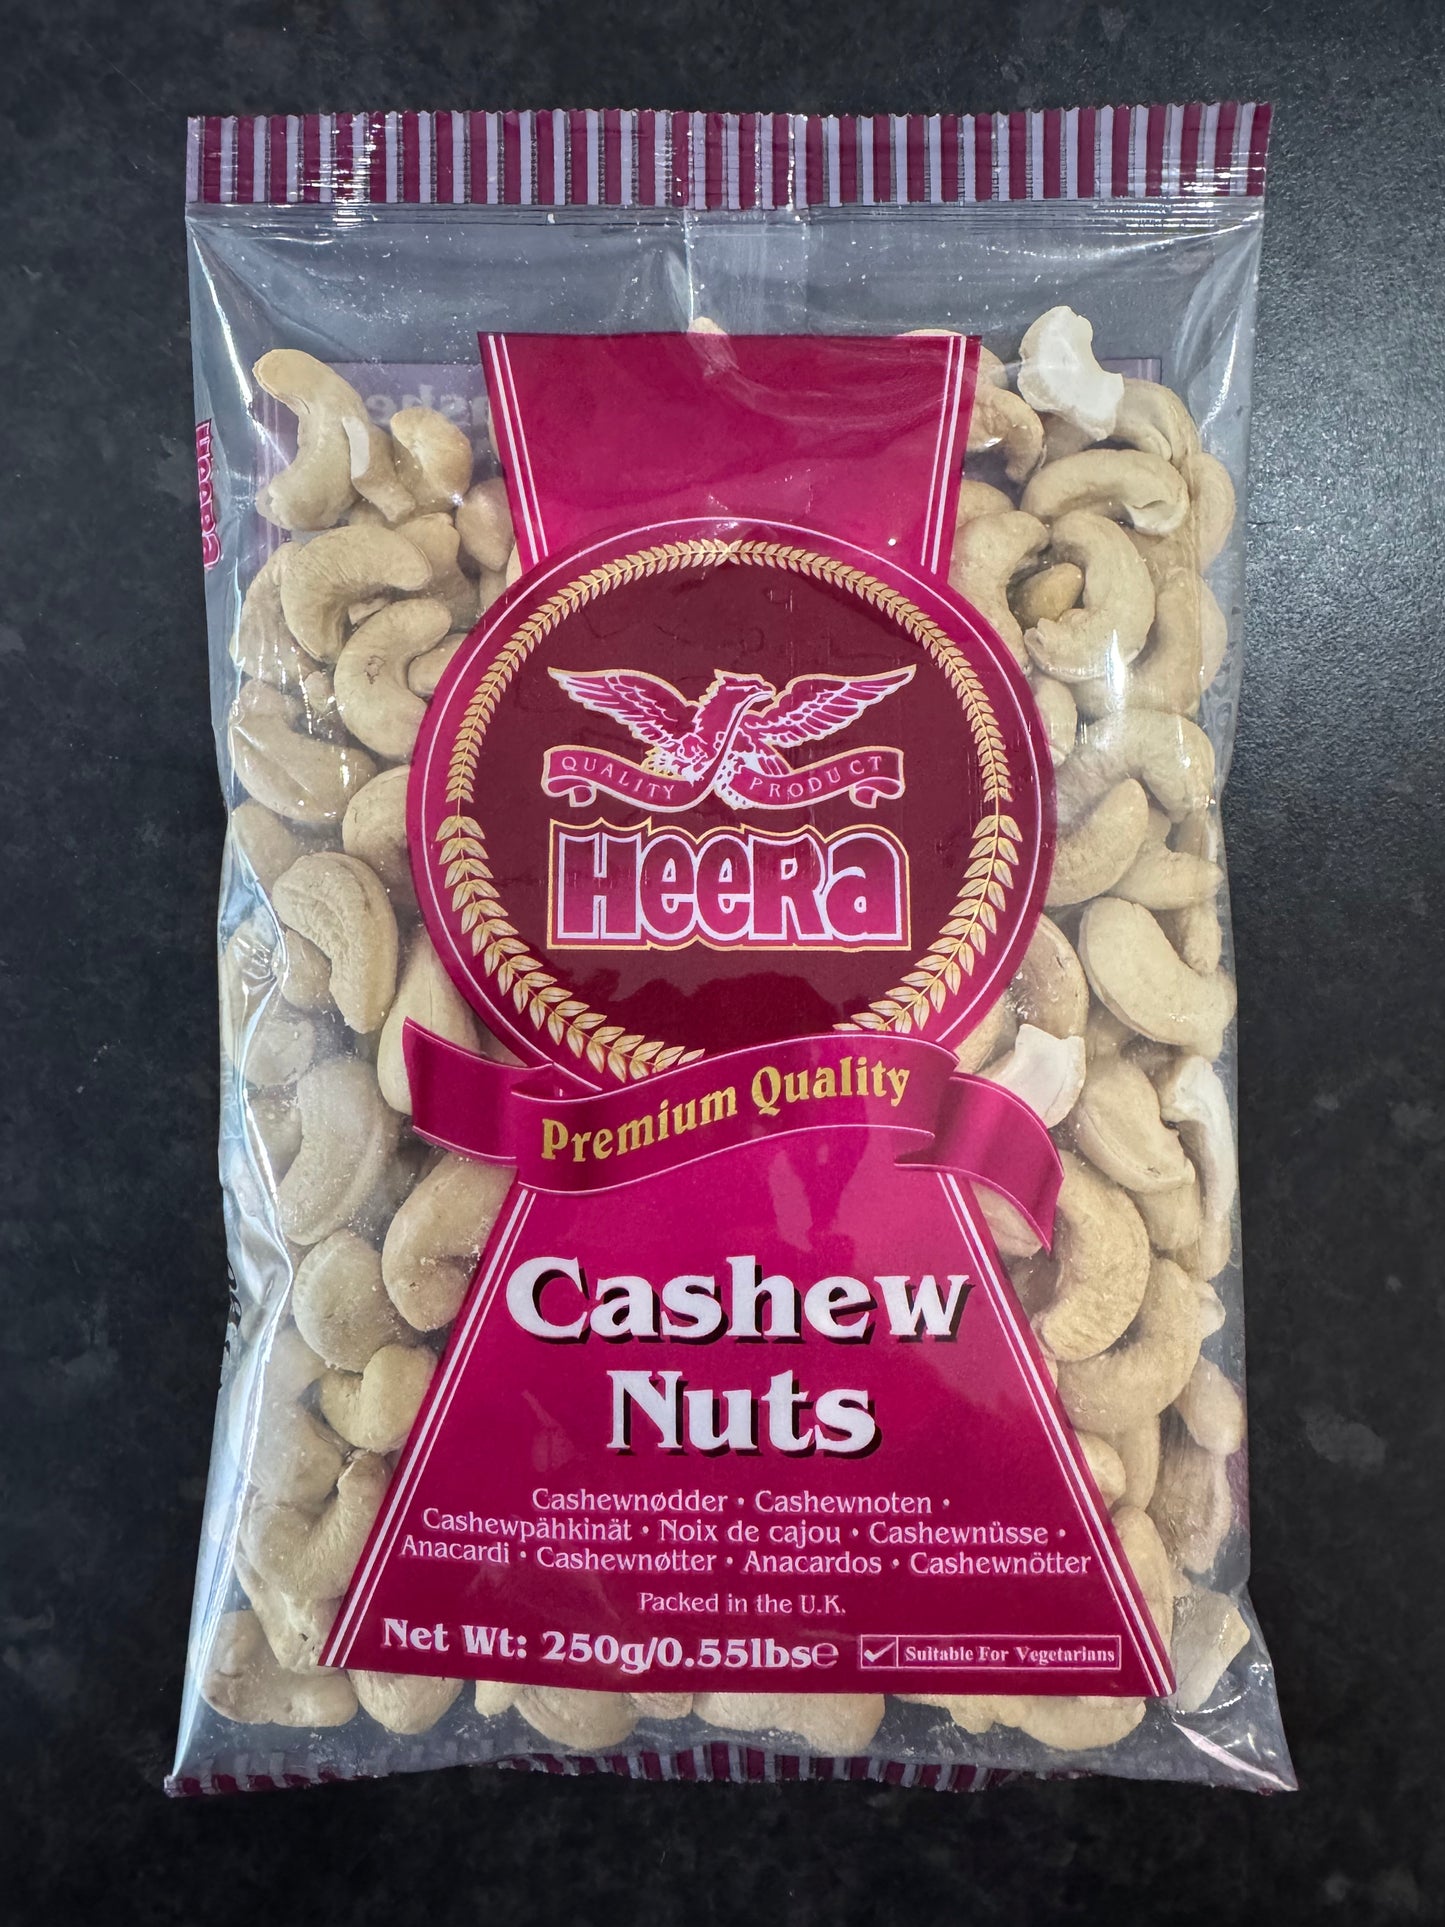 QUALITY PRODUCT
Heera
Premium Quality
Cashew
Nuts
Cashewnødder • Cashewnoten •
Cashewpähkinät • Noix de cajou • Cashewnüsse •
Anacardi • Cashewnøtter • Anacardos • Cashewnötter
Packed in the U.K.
Net Wt: 250g/0.55lbs℮
Suitable For Vegetarians
Heera